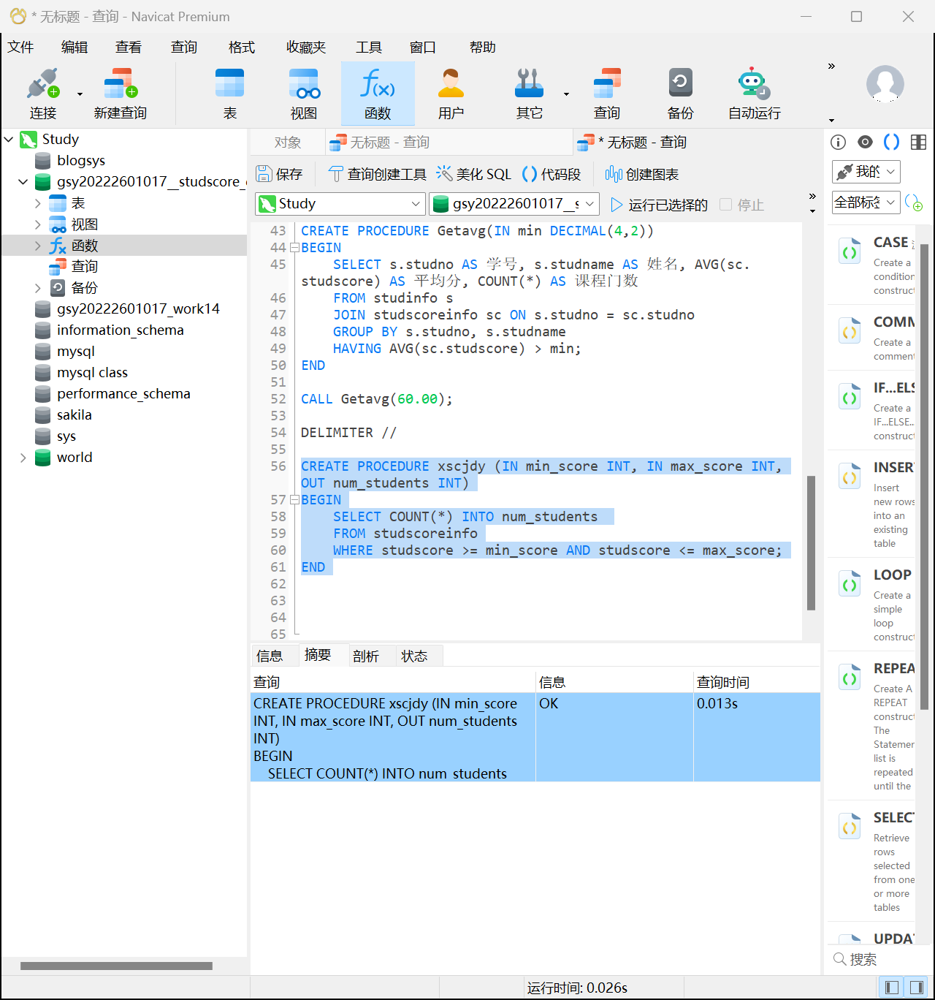 * 无标题 - 查询 - Navicat Premium
文件 编辑 查看 查询 格式 收藏夹 工具 窗口 帮助
连接 新建查询 表 视图 函数 用户 其它 查询 备份 自动运行
Study
blogsys
gsy20222601017__studscore_
表
视图
函数
查询
备份
gsy20222601017_work14
information_schema
mysql
mysql class
performance_schema
sakila
sys
world
对象 无标题 - 查询 * 无标题 - 查询
保存 查询创建工具 美化 SQL 代码段 创建图表
Study gsy20222601017__s 运行已选择的 停止
43 CREATE PROCEDURE Getavg(IN min DECIMAL(4,2))
44 BEGIN
45 SELECT s.studno AS 学号, s.studname AS 姓名, AVG(sc.
studscore) AS 平均分, COUNT(*) AS 课程门数
46 FROM studinfo s
47 JOIN studscoreinfo sc ON s.studno = sc.studno
48 GROUP BY s.studno, s.studname
49 HAVING AVG(sc.studscore) > min;
50 END
51
52 CALL Getavg(60.00);
53
54 DELIMITER //
55
56 CREATE PROCEDURE xscjdy (IN min_score INT, IN max_score INT,
OUT num_students INT)
57 BEGIN
58 SELECT COUNT(*) INTO num_students
59 FROM studscoreinfo
60 WHERE studscore >= min_score AND studscore <= max_score;
61 END
62
63
64
65
信息 摘要 剖析 状态
查询 信息 查询时间
CREATE PROCEDURE xscjdy (IN min_score OK 0.013s
INT, IN max_score INT, OUT num_students
INT)
BEGIN
SELECT COUNT(*) INTO num_students
我的
全部标签
CASE
Create a
condition
construct
COMM
Create a
comment
IF...ELS
Create a
IF...ELSE...
construct
INSER
Insert
new rows
into an
existing
table
LOOP
Create a
simple
loop
construct
REPEA
Create A
REPEAT
construct
The
Statemer
list is
repeated
until the
SELEC
Retrieve
rows
selected
from one
or more
tables
UPDA
搜索
运行时间: 0.026s